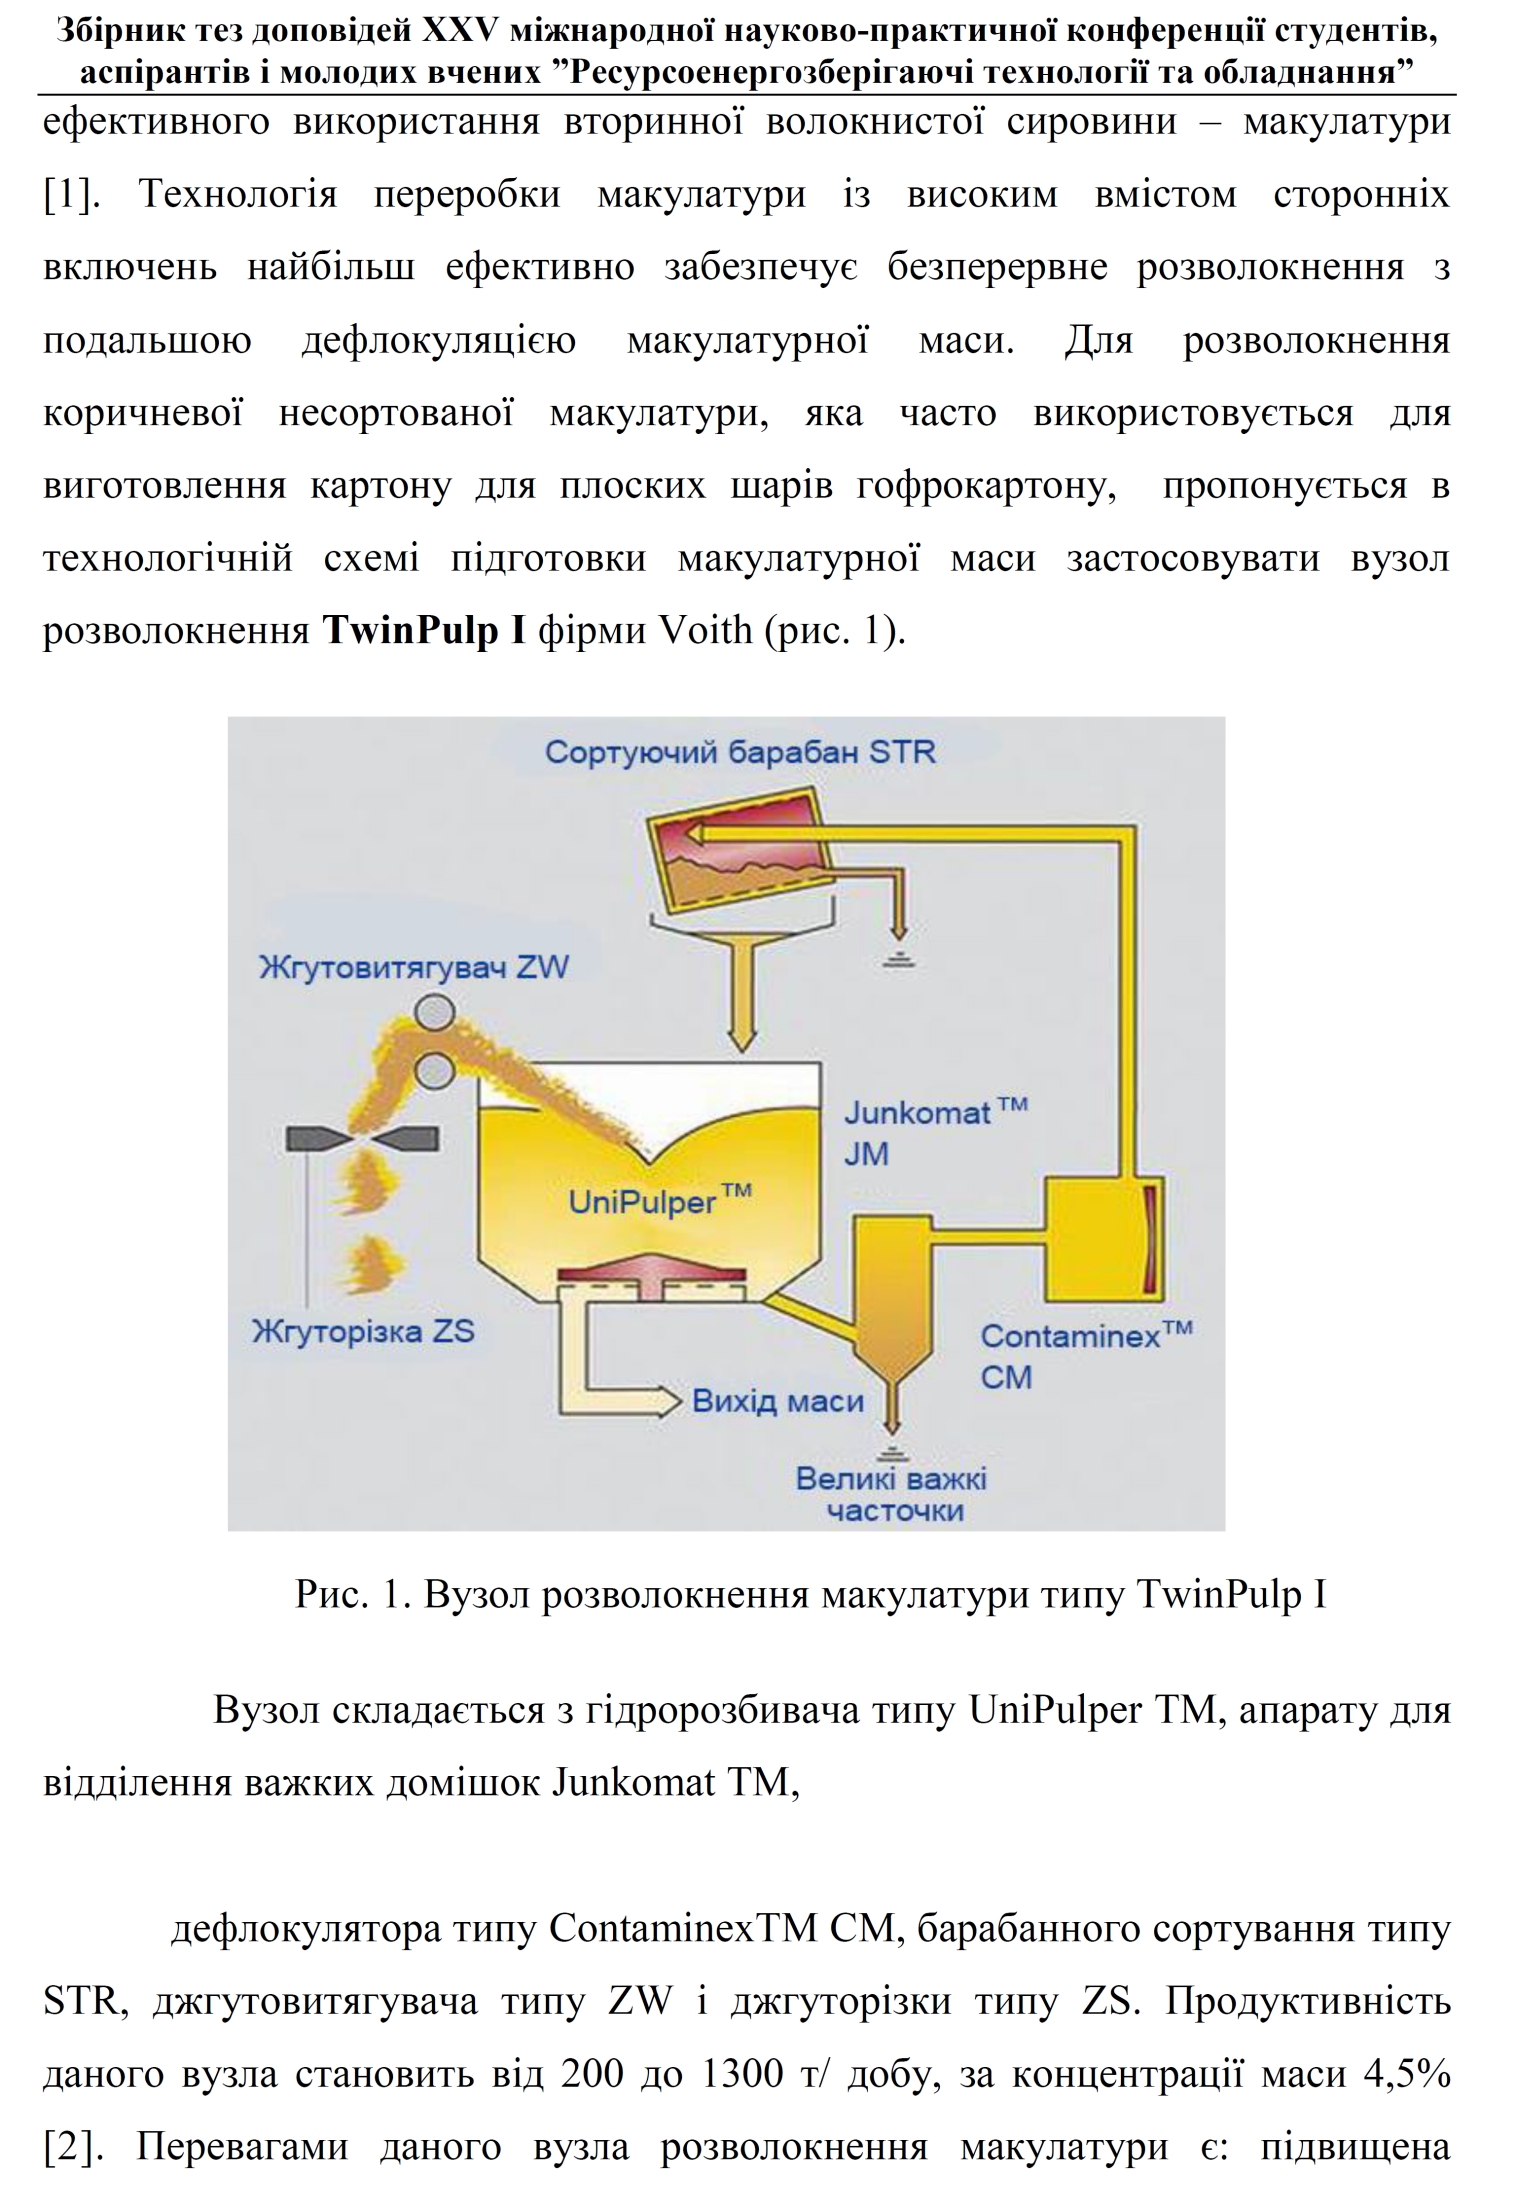 Збірник тез доповідей XXV міжнародної науково-практичної конференції студентів,
аспірантів і молодих вчених ”Ресурсоенергозберігаючі технології та обладнання”
ефективного використання вторинної волокнистої сировини – макулатури
[1]. Технологія переробки макулатури із високим вмістом сторонніх
включень найбільш ефективно забезпечує безперервне розволокнення з
подальшою дефлокуляцією макулатурної маси. Для розволокнення
коричневої несортованої макулатури, яка часто використовується для
виготовлення картону для плоских шарів гофрокартону, пропонується в
технологічній схемі підготовки макулатурної маси застосовувати вузол
розволокнення TwinPulp I фірми Voith (рис. 1).
Сортуючий барабан STR
Жгутовитягувач ZW
Junkomat™
JM
UniPulper™
Жгуторізка ZS
Contaminex™
CM
Вихід маси
Великі важкі
часточки
Рис. 1. Вузол розволокнення макулатури типу TwinPulp I
Вузол складається з гідророзбивача типу UniPulper TM, апарату для
відділення важких домішок Junkomat TM,
дефлокулятора типу ContaminexTM CM, барабанного сортування типу
STR, джгутовитягувача типу ZW і джгуторізки типу ZS. Продуктивність
даного вузла становить від 200 до 1300 т/ добу, за концентрації маси 4,5%
[2]. Перевагами даного вузла розволокнення макулатури є: підвищена